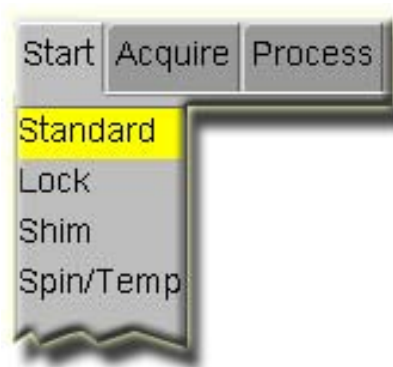 Start Acquire Process
Standard
Lock
Shim
Spin/Temp